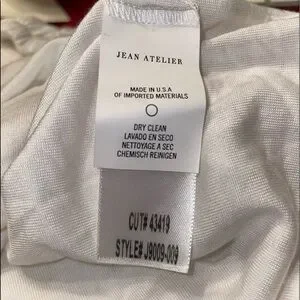 JEAN ATELIER
MADE IN U.S.A
OF IMPORTED MATERIALS
DRY CLEAN
LAVADO EN SECO
NETTOYAGE A SEC
CHEMISCH REINIGEN
CUT# 43419
STYLE# J9009-009